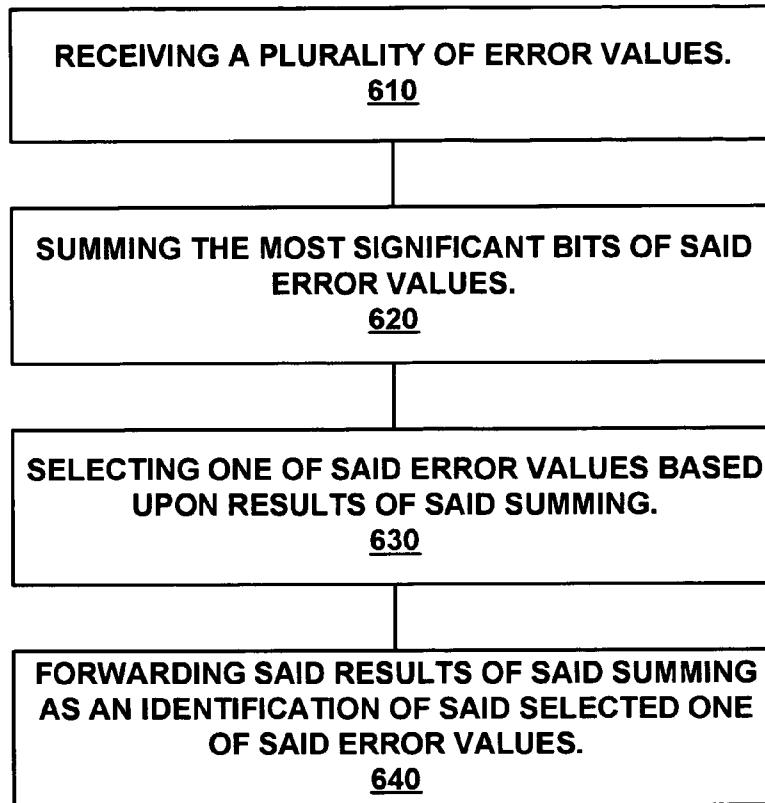 RECEIVING A PLURALITY OF ERROR VALUES.
610
SUMMING THE MOST SIGNIFICANT BITS OF SAID
ERROR VALUES.
620
SELECTING ONE OF SAID ERROR VALUES BASED
UPON RESULTS OF SAID SUMMING.
630
FORWARDING SAID RESULTS OF SAID SUMMING
AS AN IDENTIFICATION OF SAID SELECTED ONE
OF SAID ERROR VALUES.
640